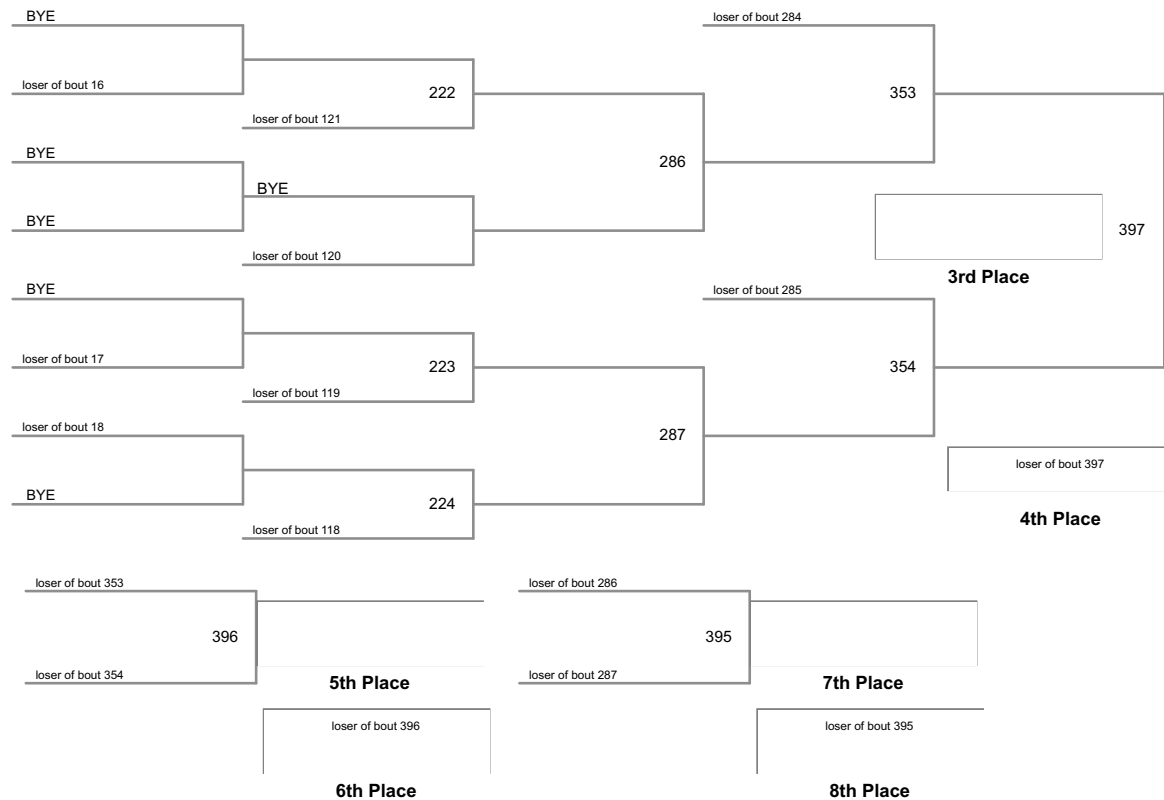 BYE
loser of bout 284
loser of bout 16
222
353
loser of bout 121
BYE
286
BYE
BYE
397
loser of bout 120
3rd Place
BYE
loser of bout 285
loser of bout 17
223
354
loser of bout 119
loser of bout 18
287
loser of bout 397
BYE
224
4th Place
loser of bout 118
loser of bout 353
loser of bout 286
396
395
loser of bout 354
loser of bout 287
5th Place
7th Place
loser of bout 396
loser of bout 395
6th Place
8th Place